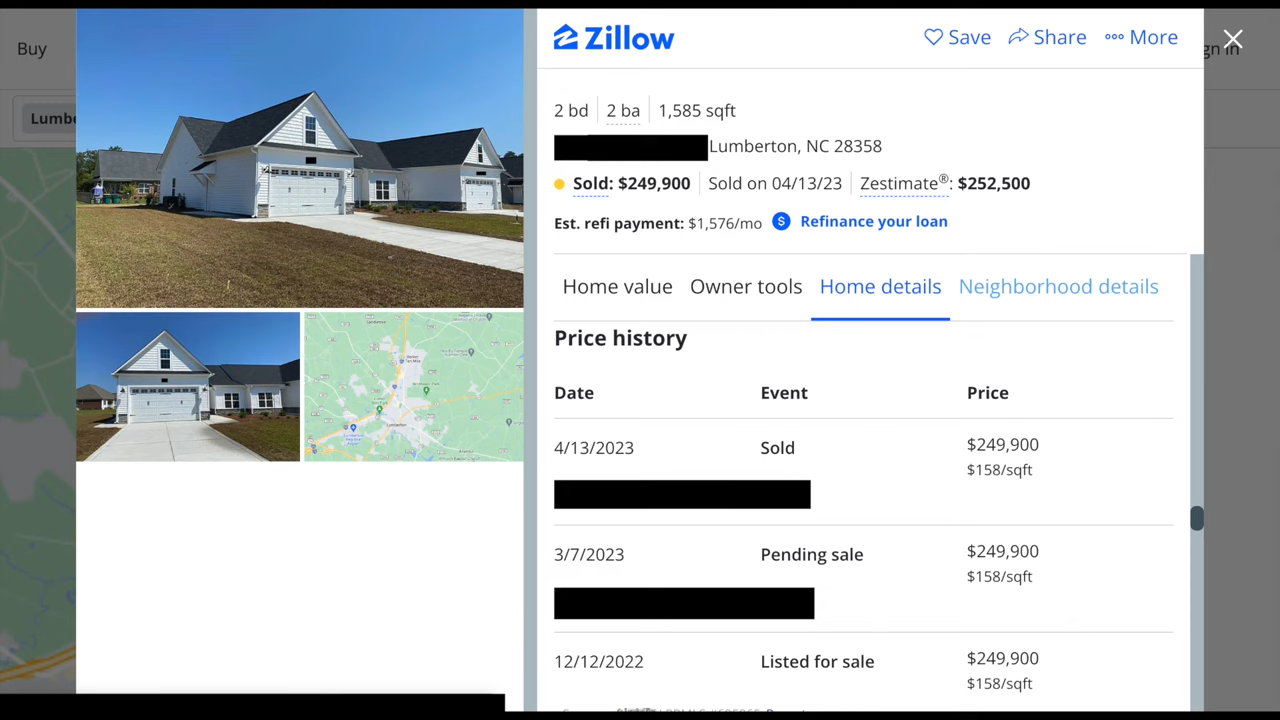 Buy
Lumbe
gn In
Zillow
Save
Share
More
2 bd
2 ba
1,585 sqft
Lumberton, NC 28358
Sold: $249,900
Sold on 04/13/23
Zestimate®: $252,500
Est. refi payment: $1,576/mo
$ Refinance your loan
Home value
Owner tools
Home details
Neighborhood details
Price history
Date Event Price
4/13/2023 Sold $249,900
$158/sqft
3/7/2023 Pending sale $249,900
$158/sqft
12/12/2022 Listed for sale $249,900
$158/sqft